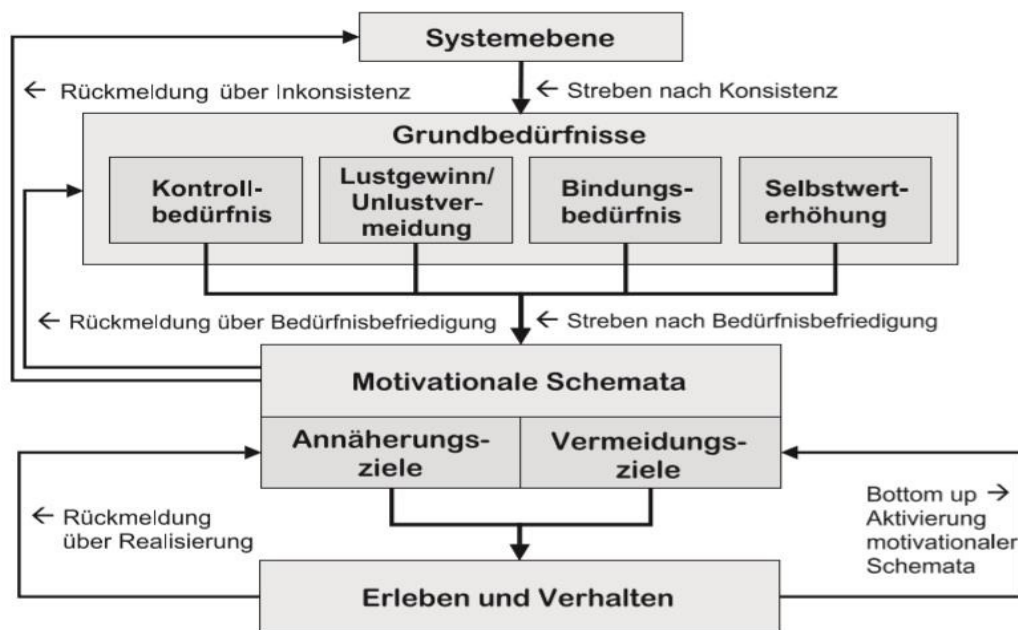 Systemebene
← Rückmeldung über Inkonsistenz
← Streben nach Konsistenz
Grundbedürfnisse
Kontroll-
bedürfnis
Lustgewinn/
Unlustver-
meidung
Bindungs-
bedürfnis
Selbstwert-
erhöhung
← Rückmeldung über Bedürfnisbefriedigung
← Streben nach Bedürfnisbefriedigung
Motivationale Schemata
Annäherungs-
ziele
Vermeidungs-
ziele
← Rückmeldung
über Realisierung
Bottom up →
Aktivierung
motivationaler
Schemata
Erleben und Verhalten